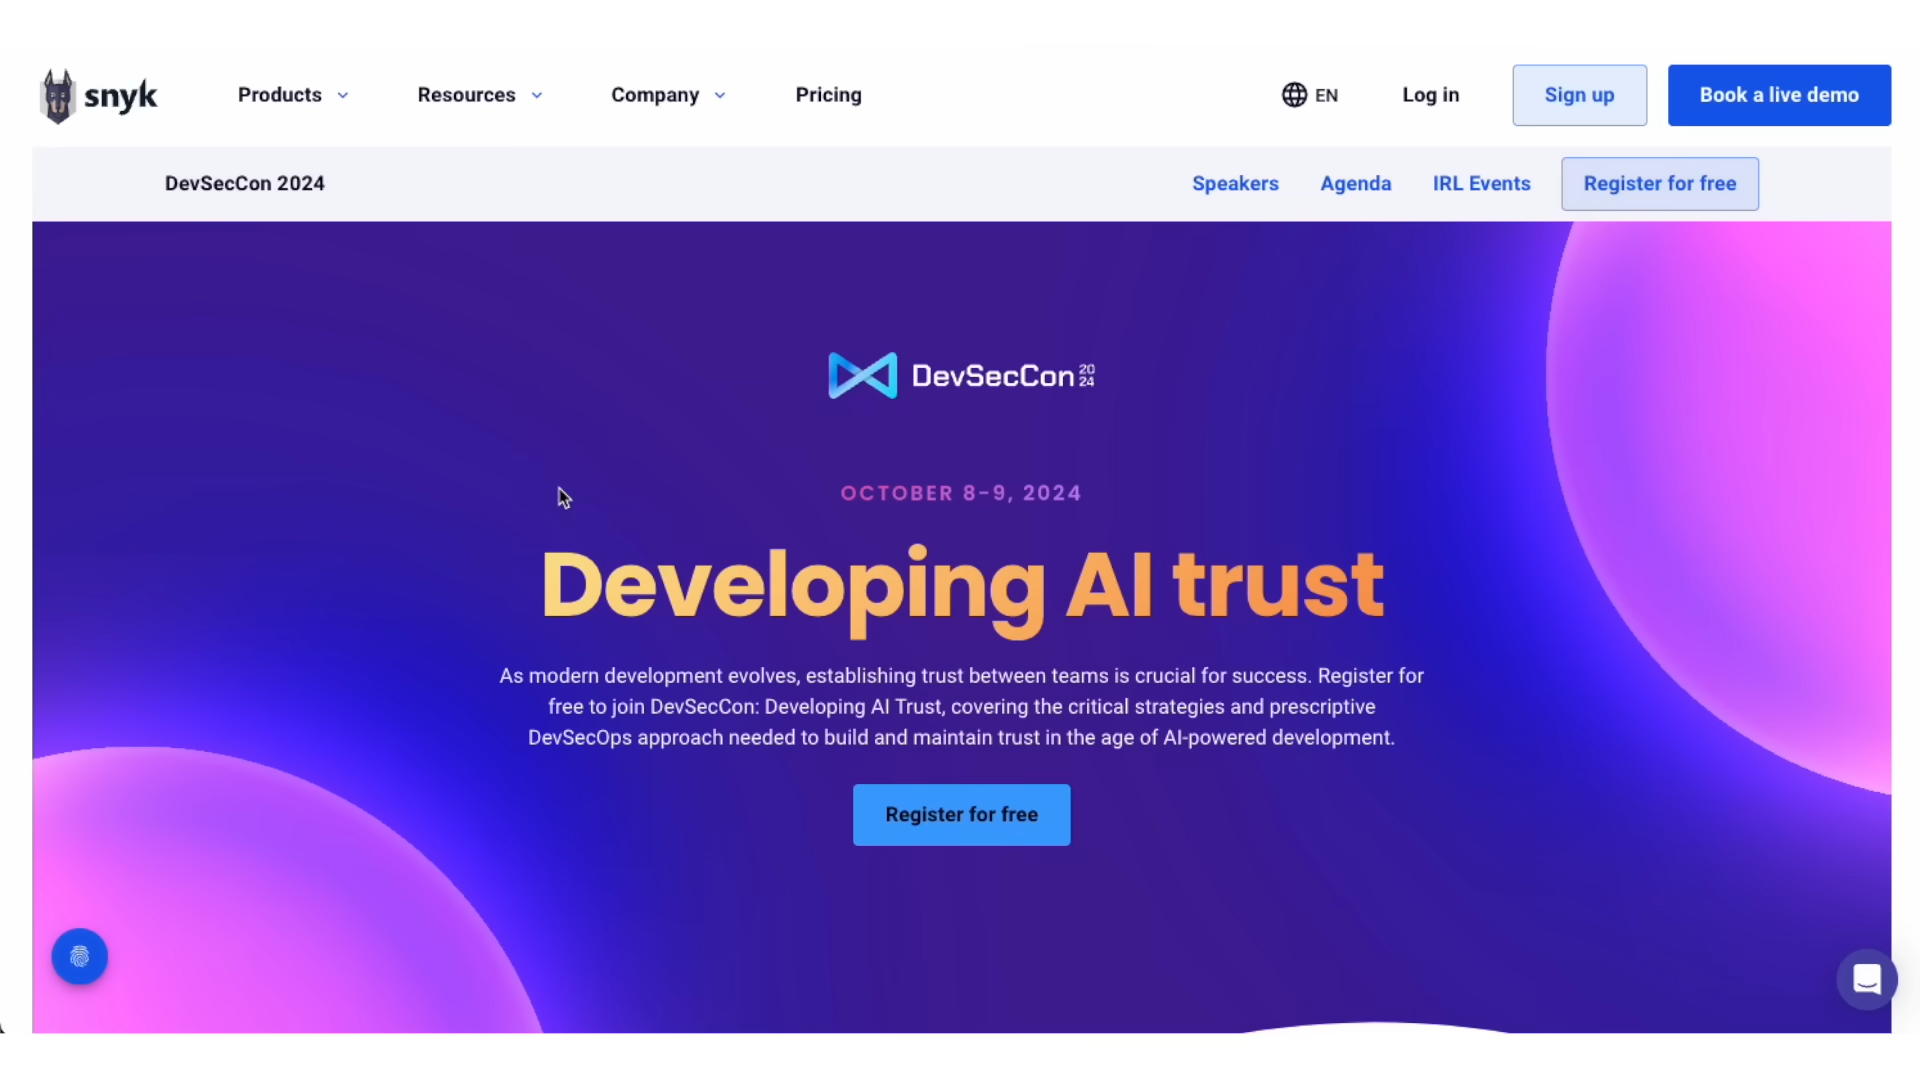 snyk
Products
Resources
Company
Pricing
EN
Log in
Sign up
Book a live demo
DevSecCon 2024
Speakers
Agenda
IRL Events
Register for free
DevSecCon 20
24
OCTOBER 8-9, 2024
Developing AI trust
As modern development evolves, establishing trust between teams is crucial for success. Register for
free to join DevSecCon: Developing AI Trust, covering the critical strategies and prescriptive
DevSecOps approach needed to build and maintain trust in the age of AI-powered development.
Register for free